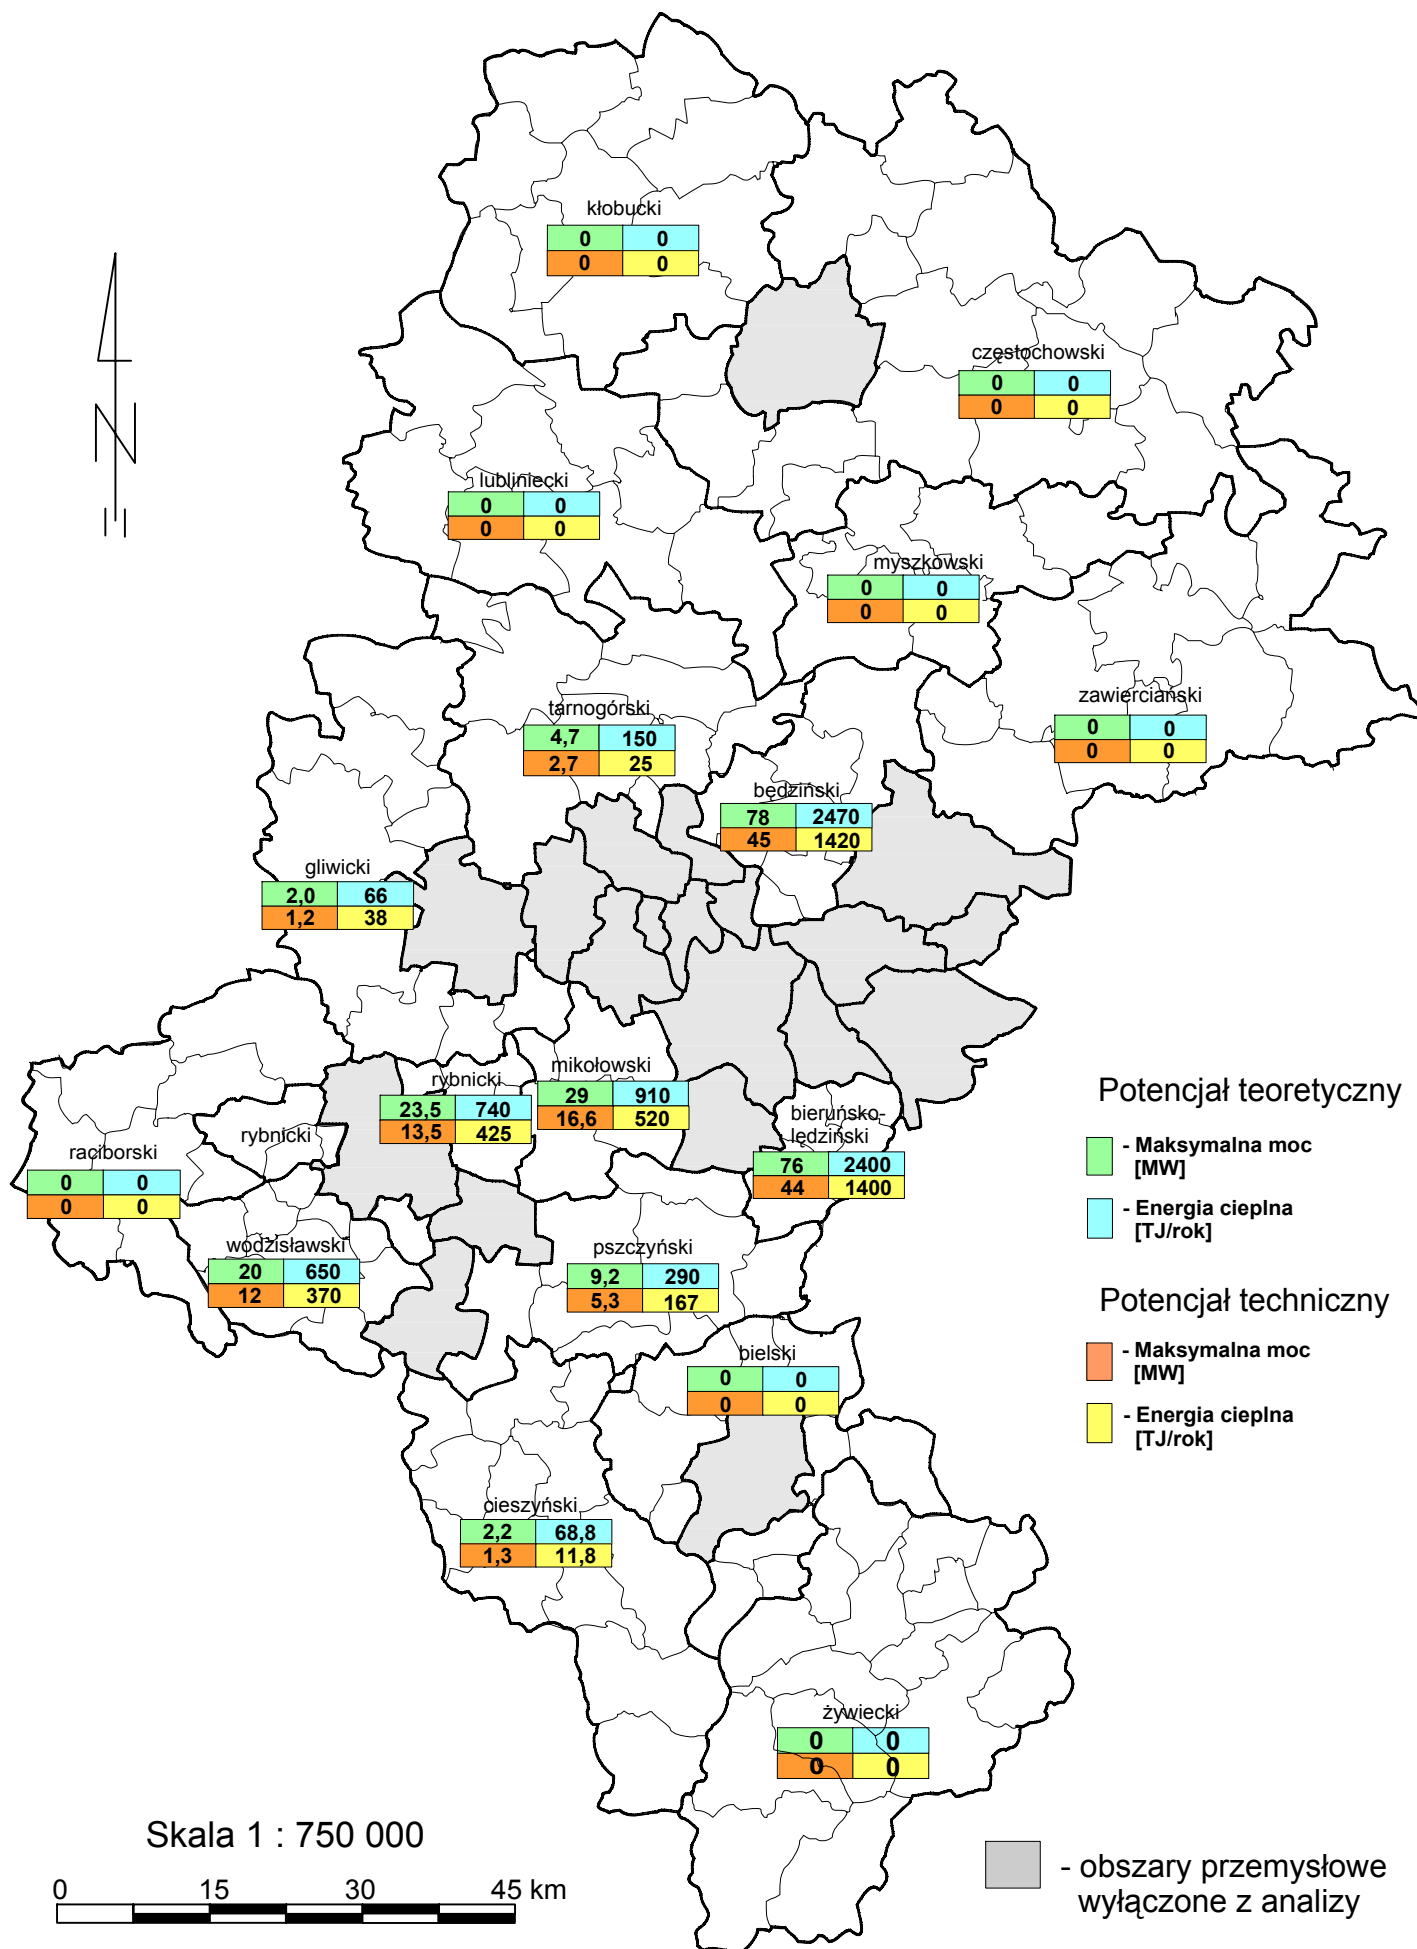 kłobucki
0 0
0 0
częstochowski
0 0
0 0
lubliniecki
0 0
0 0
myszkowski
0 0
0 0
zawierciański
0 0
0 0
tarnogórski
4,7 150
2,7 25
będziński
78 2470
45 1420
gliwicki
2,0 66
1,2 38
rybnicki
23,5 740
13,5 425
mikołowski
29 910
16,6 520
bieruńsko-
lędziński
76 2400
44 1400
rybnicki
raciborski
0 0
0 0
wodzisławski
20 650
12 370
pszczyński
9,2 290
5,3 167
bielski
0 0
0 0
cieszyński
2,2 68,8
1,3 11,8
żywiecki
0 0
0 0
Potencjał teoretyczny
- Maksymalna moc
[MW]
- Energia cieplna
[TJ/rok]
Potencjał techniczny
- Maksymalna moc
[MW]
- Energia cieplna
[TJ/rok]
Skala 1 : 750 000
0 15 30 45 km
- obszary przemysłowe
wyłączone z analizy
N